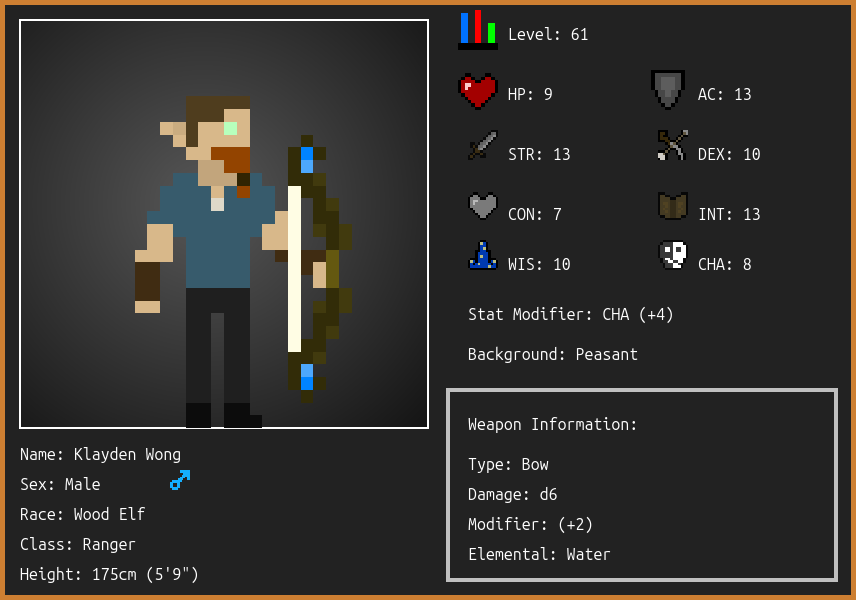 Level: 61
HP: 9
AC: 13
STR: 13
DEX: 10
CON: 7
INT: 13
WIS: 10
CHA: 8
Stat Modifier: CHA (+4)
Background: Peasant
Weapon Information:
Type: Bow
Damage: d6
Modifier: (+2)
Elemental: Water
Name: Klayden Wong
Sex: Male
Race: Wood Elf
Class: Ranger
Height: 175cm (5'9")